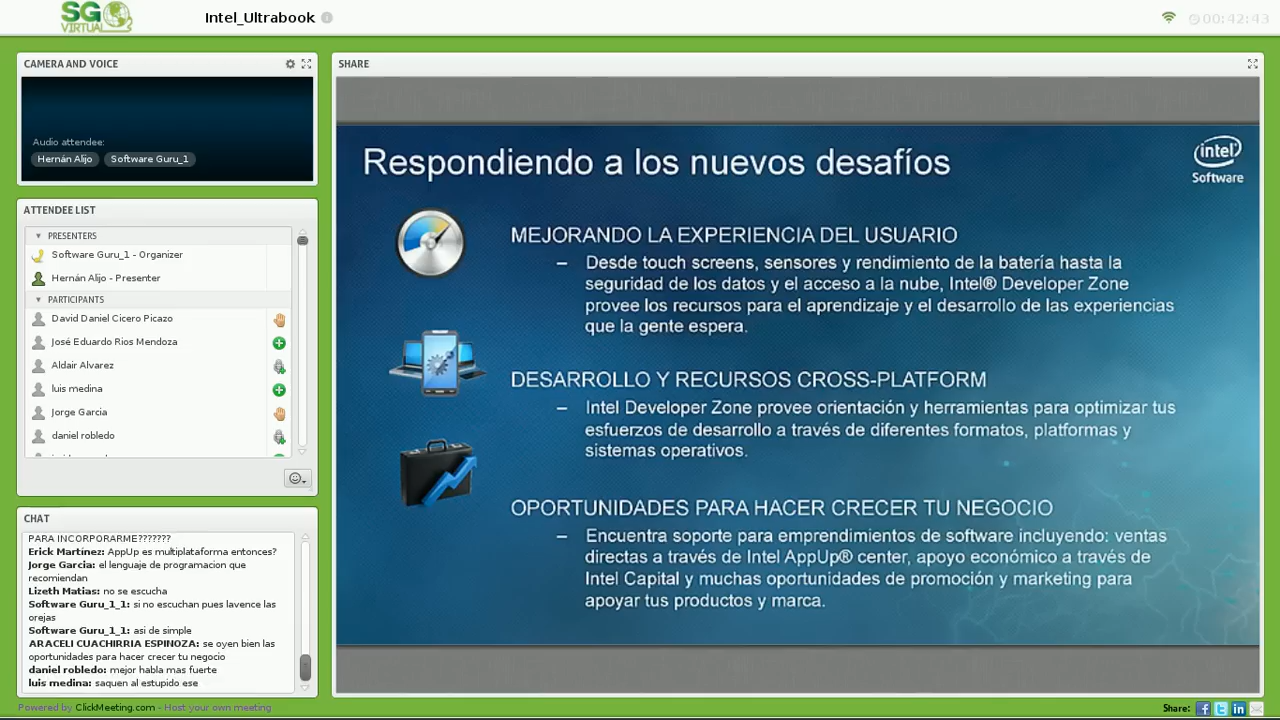 SG
VIRTUAL
Intel_Ultrabook
00:42:43
CAMERA AND VOICE
Audio attendee:
Hernán Alijo
Software Guru_1
ATTENDEE LIST
PRESENTERS
Software Guru_1 - Organizer
Hernán Alijo - Presenter
PARTICIPANTS
David Daniel Cicero Picazo
José Eduardo Rios Mendoza
Aldair Alvarez
luis medina
Jorge Garcia
daniel robledo
CHAT
PARA INCORPORARME???????
Erick Martínez: AppUp es multiplataforma entonces?
Jorge Garcia: el lenguaje de programacion que
recomiendan
Lizeth Matias: no se escucha
Software Guru_1_1: si no escuchan pues lavence las
orejas
Software Guru_1_1: asi de simple
ARACELI CUACHIRRIA ESPINOZA: se oyen bien las
oportunidades para hacer crecer tu negocio
daniel robledo: mejor habla mas fuerte
luis medina: saquen al estupido ese
SHARE
Respondiendo a los nuevos desafíos
intel
Software
MEJORANDO LA EXPERIENCIA DEL USUARIO
– Desde touch screens, sensores y rendimiento de la batería hasta la
seguridad de los datos y el acceso a la nube, Intel® Developer Zone
provee los recursos para el aprendizaje y el desarrollo de las experiencias
que la gente espera.
DESARROLLO Y RECURSOS CROSS-PLATFORM
– Intel Developer Zone provee orientación y herramientas para optimizar tus
esfuerzos de desarrollo a través de diferentes formatos, platformas y
sistemas operativos.
OPORTUNIDADES PARA HACER CRECER TU NEGOCIO
– Encuentra soporte para emprendimientos de software incluyendo: ventas
directas a través de Intel AppUp® center, apoyo económico a través de
Intel Capital y muchas oportunidades de promoción y marketing para
apoyar tus productos y marca.
Powered by ClickMeeting.com - Host your own meeting
Share: